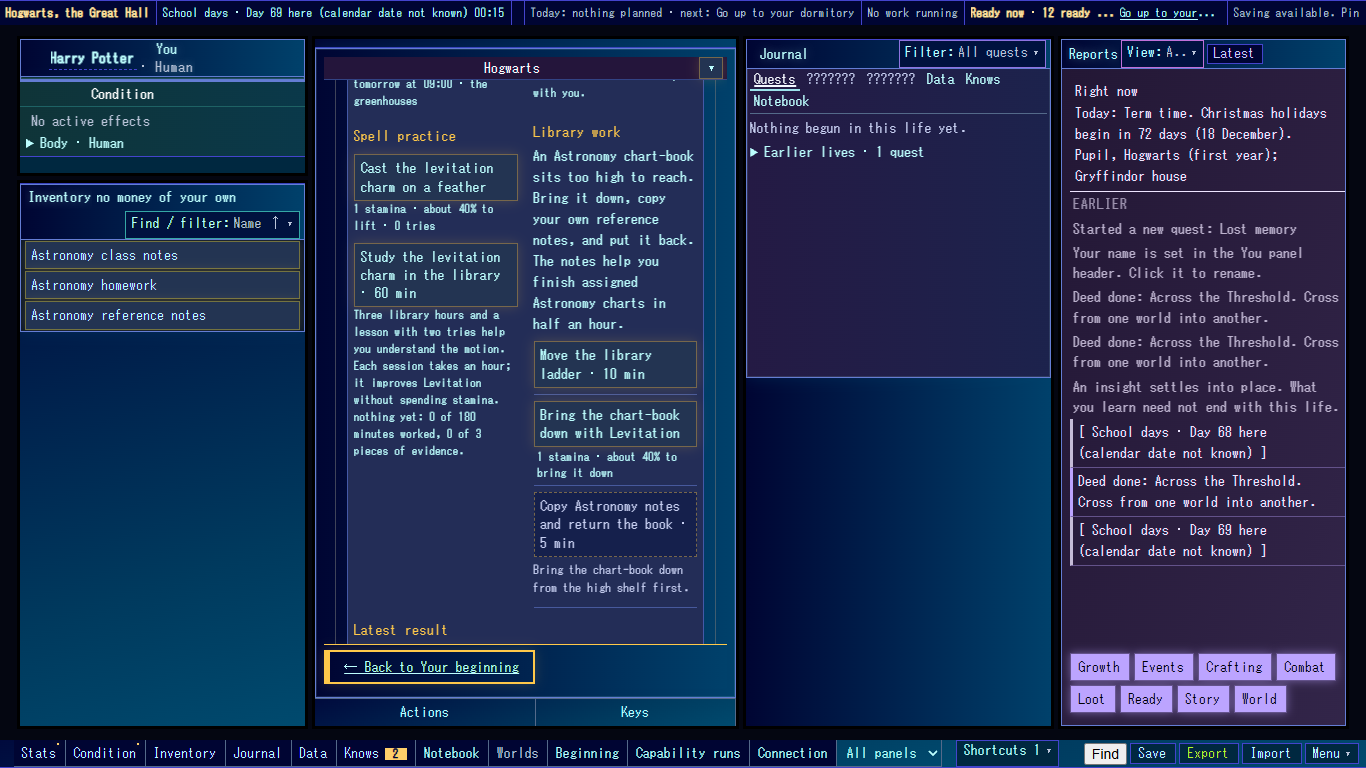 Hogwarts, the Great Hall
School days · Day 69 here (calendar date not known) 00:15
Today: nothing planned · next: Go up to your dormitory
No work running
Ready now · 12 ready ... Go up to your...
Saving available. Pin
Harry Potter · You
Human
Condition
No active effects
▶ Body · Human
Inventory no money of your own
Find / filter: Name ↑ ▾
Astronomy class notes
Astronomy homework
Astronomy reference notes
Hogwarts
▾
tomorrow at 08:00 · the
greenhouses
Spell practice
Cast the levitation
charm on a feather
1 stamina · about 40% to
lift · 0 tries
Study the levitation
charm in the library
· 60 min
Three library hours and a
lesson with two tries help
you understand the motion.
Each session takes an hour;
it improves Levitation
without spending stamina.
nothing yet: 0 of 180
minutes worked, 0 of 3
pieces of evidence.
with you.
Library work
An Astronomy chart-book
sits too high to reach.
Bring it down, copy
your own reference
notes, and put it back.
The notes help you
finish assigned
Astronomy charts in
half an hour.
Move the library
ladder · 10 min
Bring the chart-book
down with Levitation
1 stamina · about 40% to
bring it down
Copy Astronomy notes
and return the book ·
5 min
Bring the chart-book down
from the high shelf first.
Latest result
← Back to Your beginning
Actions
Keys
Journal
Filter: All quests ▾
Quests ??????? ??????? Data Knows
Notebook
Nothing begun in this life yet.
▶ Earlier lives · 1 quest
Reports
View: A.. ▾
Latest
Right now
Today: Term time. Christmas holidays
begin in 72 days (18 December).
Pupil, Hogwarts (first year);
Gryffindor house
EARLIER
Started a new quest: Lost memory
Your name is set in the You panel
header. Click it to rename.
Deed done: Across the Threshold. Cross
from one world into another.
Deed done: Across the Threshold. Cross
from one world into another.
An insight settles into place. What
you learn need not end with this life.
[ School days · Day 68 here
(calendar date not known) ]
Deed done: Across the Threshold.
Cross from one world into another.
[ School days · Day 69 here
(calendar date not known) ]
Growth Events Crafting Combat
Loot Ready Story World
Stats Condition Inventory Journal Data Knows 2 Notebook Worlds Beginning Capability runs Connection All panels Shortcuts 1 ▾ Find Save Export Import Menu ▾